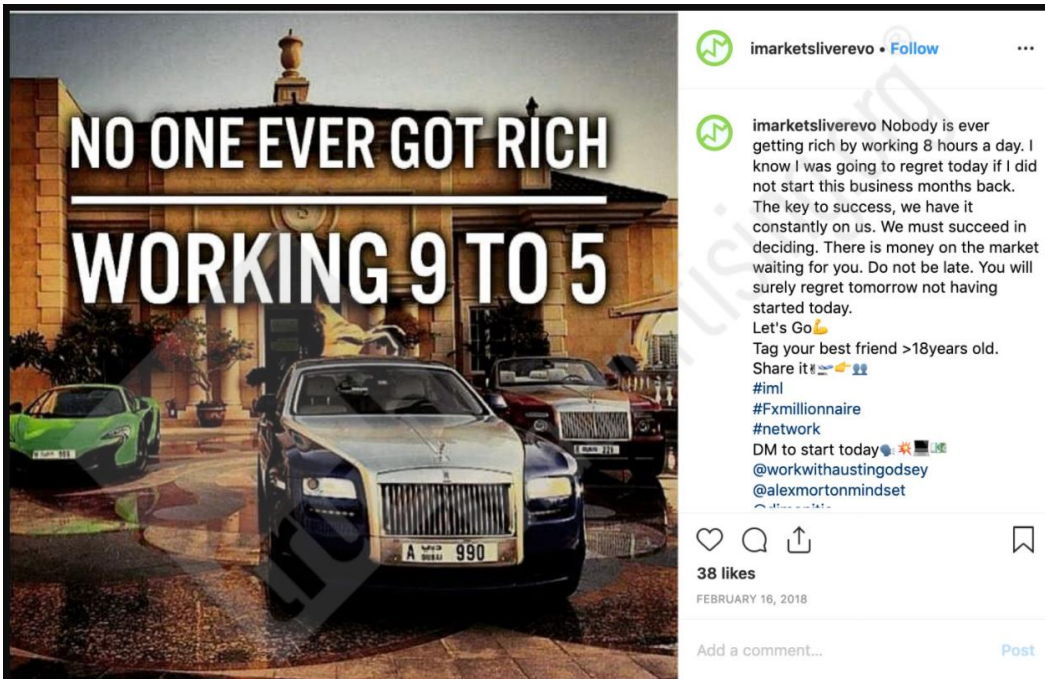 NO ONE EVER GOT RICH
WORKING 9 TO 5
A DUBAI 990
imarketsliverevo • Follow
imarketsliverevo Nobody is ever
getting rich by working 8 hours a day. I
know I was going to regret today if I did
not start this business months back.
The key to success, we have it
constantly on us. We must succeed in
deciding. There is money on the market
waiting for you. Do not be late. You will
surely regret tomorrow not having
started today.
Let's Go💪
Tag your best friend >18years old.
Share it
#iml
#Fxmillionnaire
#network
DM to start today
@workwithaustingodsey
@alexmortonmindset
38 likes
FEBRUARY 16, 2018
Add a comment...
Post